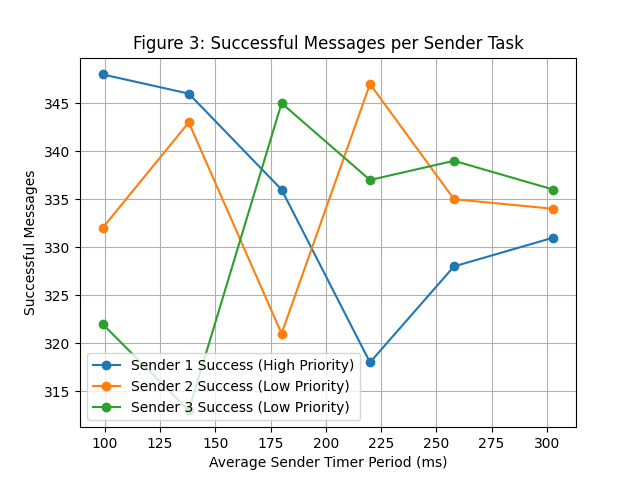 Figure 3: Successful Messages per Sender Task
Successful Messages
345
340
335
330
325
320
315
Sender 1 Success (High Priority)
Sender 2 Success (Low Priority)
Sender 3 Success (Low Priority)
100 125 150 175 200 225 250 275 300
Average Sender Timer Period (ms)